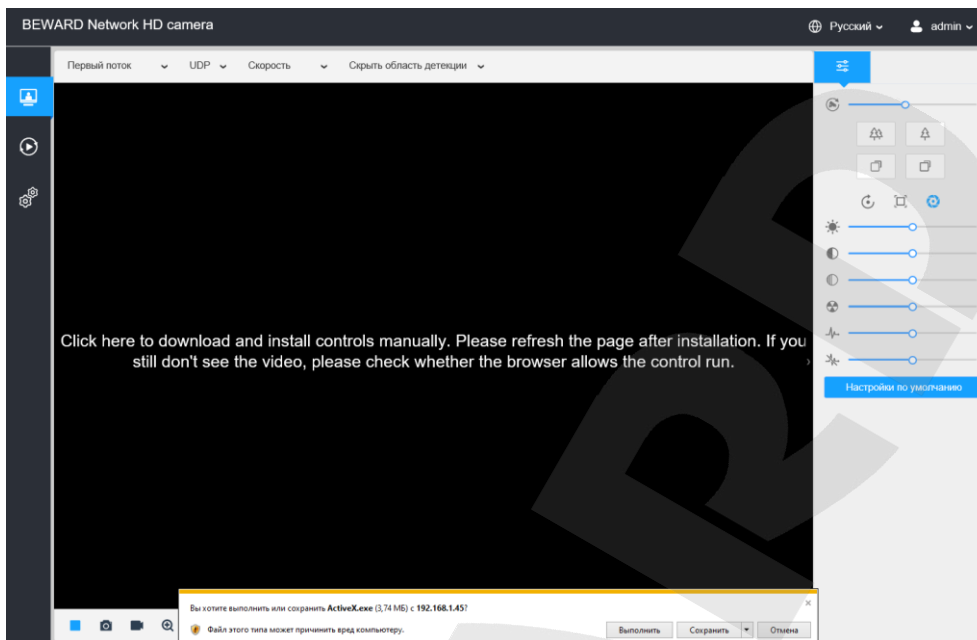 BEWARD Network HD camera
Русский
admin
Первый поток
UDP
Скорость
Скрыть область детекции
Click here to download and install controls manually. Please refresh the page after installation. If you
still don't see the video, please check whether the browser allows the control run.
Настройки по умолчанию
Вы хотите выполнить или сохранить ActiveX.exe (3,74 МБ) с 192.168.1.45?
Файл этого типа может причинить вред компьютеру.
Выполнить
Сохранить
Отмена